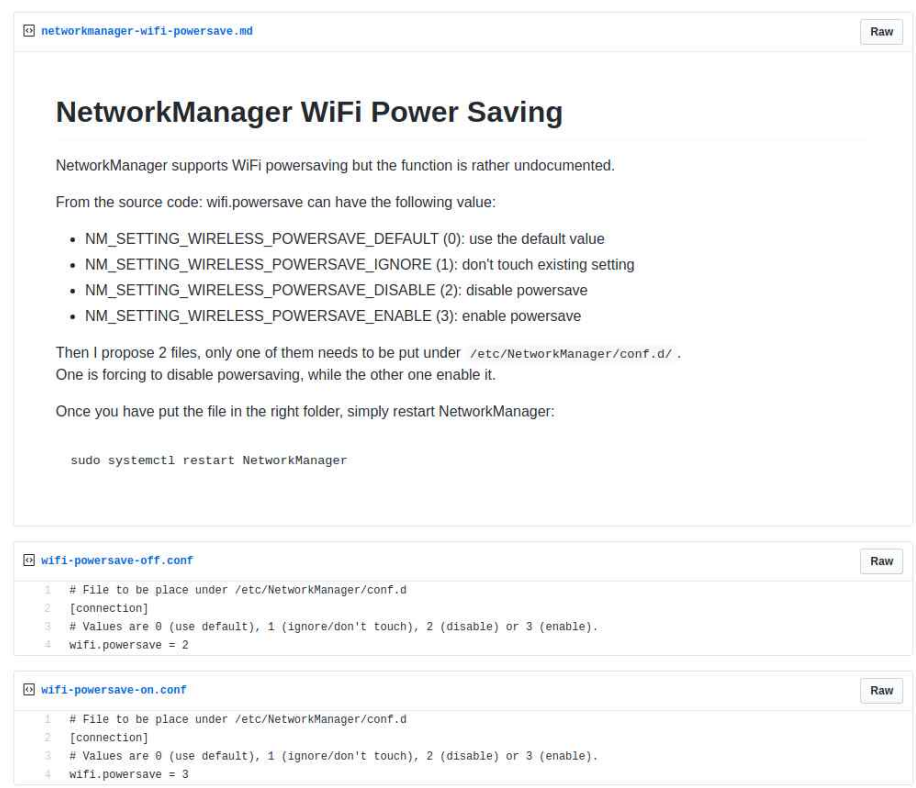 networkmanager-wifi-powersave.md
Raw
NetworkManager WiFi Power Saving
NetworkManager supports WiFi powersaving but the function is rather undocumented.
From the source code: wifi.powersave can have the following value:
• NM_SETTING_WIRELESS_POWERSAVE_DEFAULT (0): use the default value
• NM_SETTING_WIRELESS_POWERSAVE_IGNORE (1): don't touch existing setting
• NM_SETTING_WIRELESS_POWERSAVE_DISABLE (2): disable powersave
• NM_SETTING_WIRELESS_POWERSAVE_ENABLE (3): enable powersave
Then I propose 2 files, only one of them needs to be put under /etc/NetworkManager/conf.d/ .
One is forcing to disable powersaving, while the other one enable it.
Once you have put the file in the right folder, simply restart NetworkManager:
sudo systemctl restart NetworkManager
wifi-powersave-off.conf
Raw
1 # File to be place under /etc/NetworkManager/conf.d
2 [connection]
3 # Values are 0 (use default), 1 (ignore/don't touch), 2 (disable) or 3 (enable).
4 wifi.powersave = 2
wifi-powersave-on.conf
Raw
1 # File to be place under /etc/NetworkManager/conf.d
2 [connection]
3 # Values are 0 (use default), 1 (ignore/don't touch), 2 (disable) or 3 (enable).
4 wifi.powersave = 3